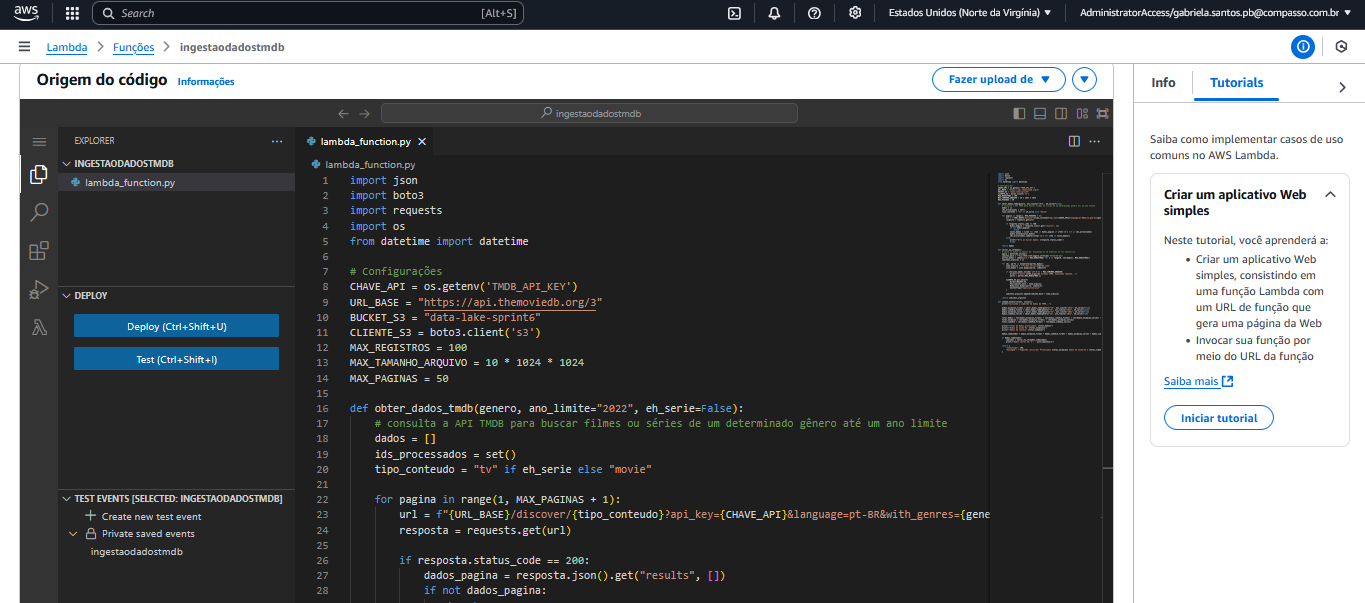 aws
Search
[Alt+S]
Estados Unidos (Norte da Virgínia)
AdministratorAccess/gabriela.santos.pb@compasso.com.br
Lambda
Funções
ingestaodadostmdb
Origem do código
Informações
Fazer upload de
ingestaodadostmdb
EXPLORER
INGESTAODADOSTMDB
lambda_function.py
DEPLOY
Deploy (Ctrl+Shift+U)
Test (Ctrl+Shift+I)
TEST EVENTS [SELECTED: INGESTAODADOSTMDB]
Create new test event
Private saved events
ingestaodadostmdb
lambda_function.py
lambda_function.py
1 import json
2 import boto3
3 import requests
4 import os
5 from datetime import datetime
6
7 # Configurações
8 CHAVE_API = os.getenv('TMDB_API_KEY')
9 URL_BASE = "https://api.themoviedb.org/3"
10 BUCKET_S3 = "data-lake-sprint6"
11 CLIENTE_S3 = boto3.client('s3')
12 MAX_REGISTROS = 100
13 MAX_TAMANHO_ARQUIVO = 10 * 1024 * 1024
14 MAX_PAGINAS = 50
15
16 def obter_dados_tmdb(genero, ano_limite="2022", eh_serie=False):
17 # consulta a API TMDB para buscar filmes ou séries de um determinado gênero até um ano limite
18 dados = []
19 ids_processados = set()
20 tipo_conteudo = "tv" if eh_serie else "movie"
21
22 for pagina in range(1, MAX_PAGINAS + 1):
23 url = f"{URL_BASE}/discover/{tipo_conteudo}?api_key={CHAVE_API}&language=pt-BR&with_genres={gene
24 resposta = requests.get(url)
25
26 if resposta.status_code == 200:
27 dados_pagina = resposta.json().get("results", [])
28 if not dados_pagina:
Info
Tutorials
Saiba como implementar casos de uso
comuns no AWS Lambda.
Criar um aplicativo Web
simples
Neste tutorial, você aprenderá a:
• Criar um aplicativo Web
simples, consistindo em
uma função Lambda com
um URL de função que
gera uma página da Web
• Invocar sua função por
meio do URL da função
Saiba mais
Iniciar tutorial